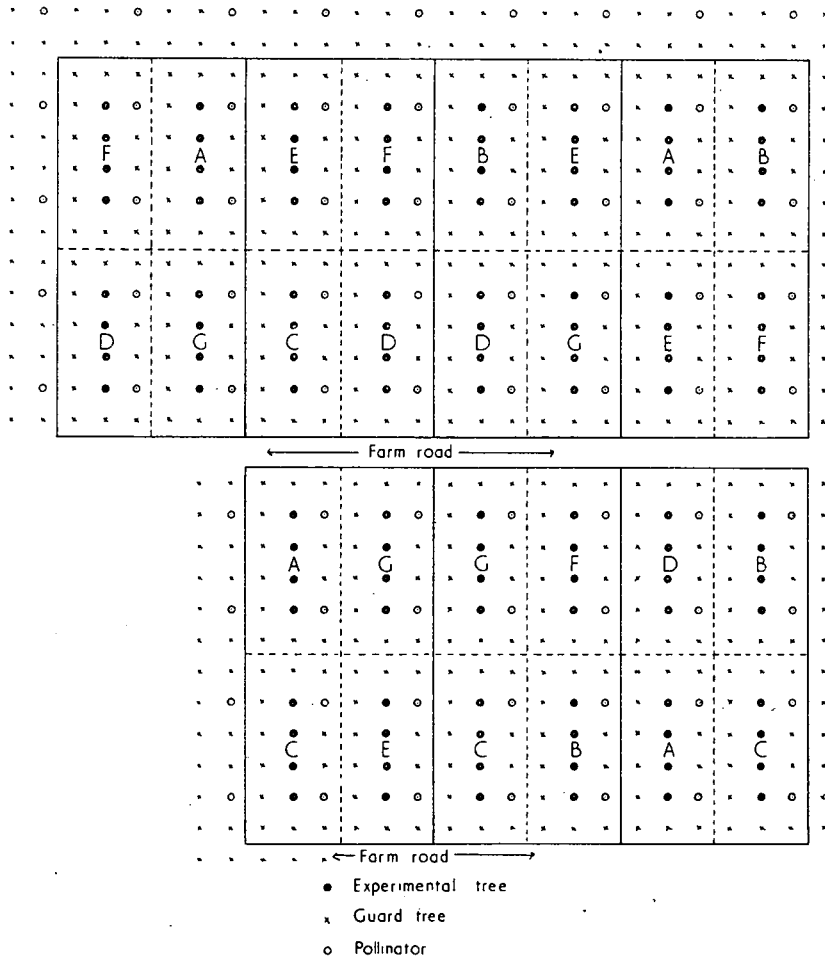 F A E F B E A B
D G C D D G E F
Farm road
A G G F D B
C E C B A C
Farm road
Experimental tree
Guard tree
Pollinator